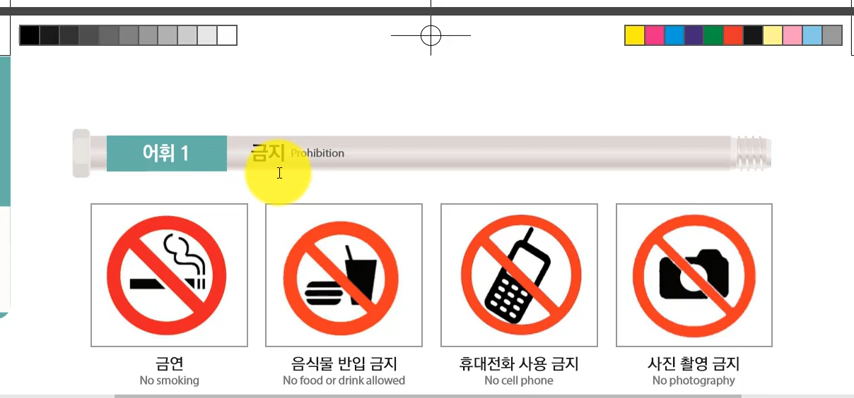 어휘 1 금지 Prohibition
금연 음식물 반입 금지 휴대전화 사용 금지 사진 촬영 금지
No smoking No food or drink allowed No cell phone No photography